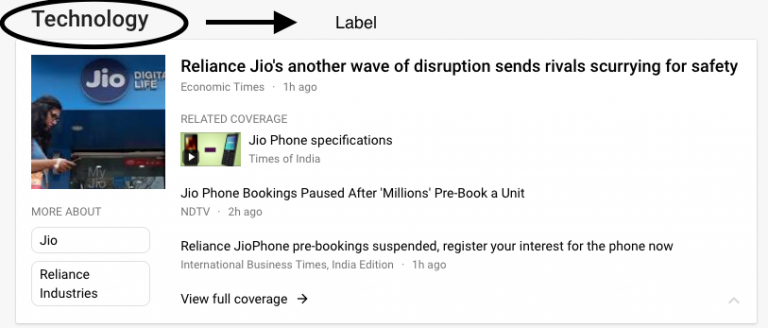 Technology
Label
Jio DIGITAL
LIFE
My
Jio
MORE ABOUT
Jio
Reliance
Industries
Reliance Jio's another wave of disruption sends rivals scurrying for safety
Economic Times · 1h ago
RELATED COVERAGE
Jio Phone specifications
Times of India
Jio Phone Bookings Paused After 'Millions' Pre-Book a Unit
NDTV · 2h ago
Reliance JioPhone pre-bookings suspended, register your interest for the phone now
International Business Times, India Edition · 1h ago
View full coverage →